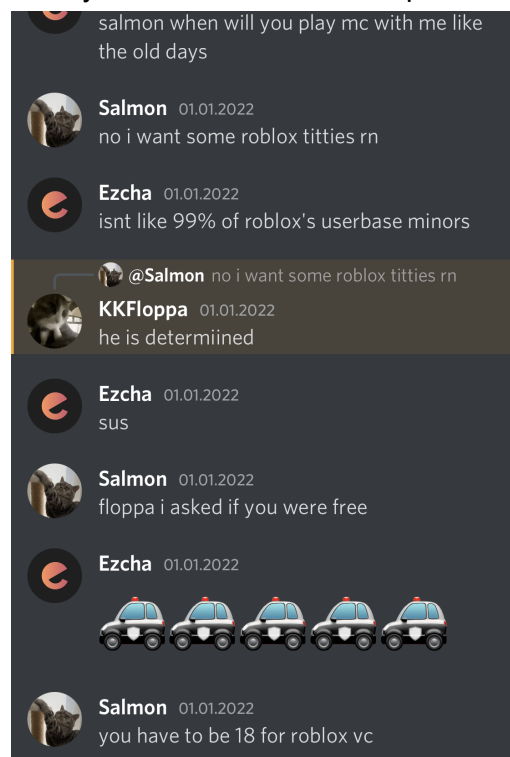 salmon when will you play mc with me like
the old days
Salmon 01.01.2022
no i want some roblox titties rn
Ezcha 01.01.2022
isnt like 99% of roblox's userbase minors
@Salmon no i want some roblox titties rn
KKFloppa 01.01.2022
he is determiined
Ezcha 01.01.2022
sus
Salmon 01.01.2022
floppa i asked if you were free
Ezcha 01.01.2022
Salmon 01.01.2022
you have to be 18 for roblox vc